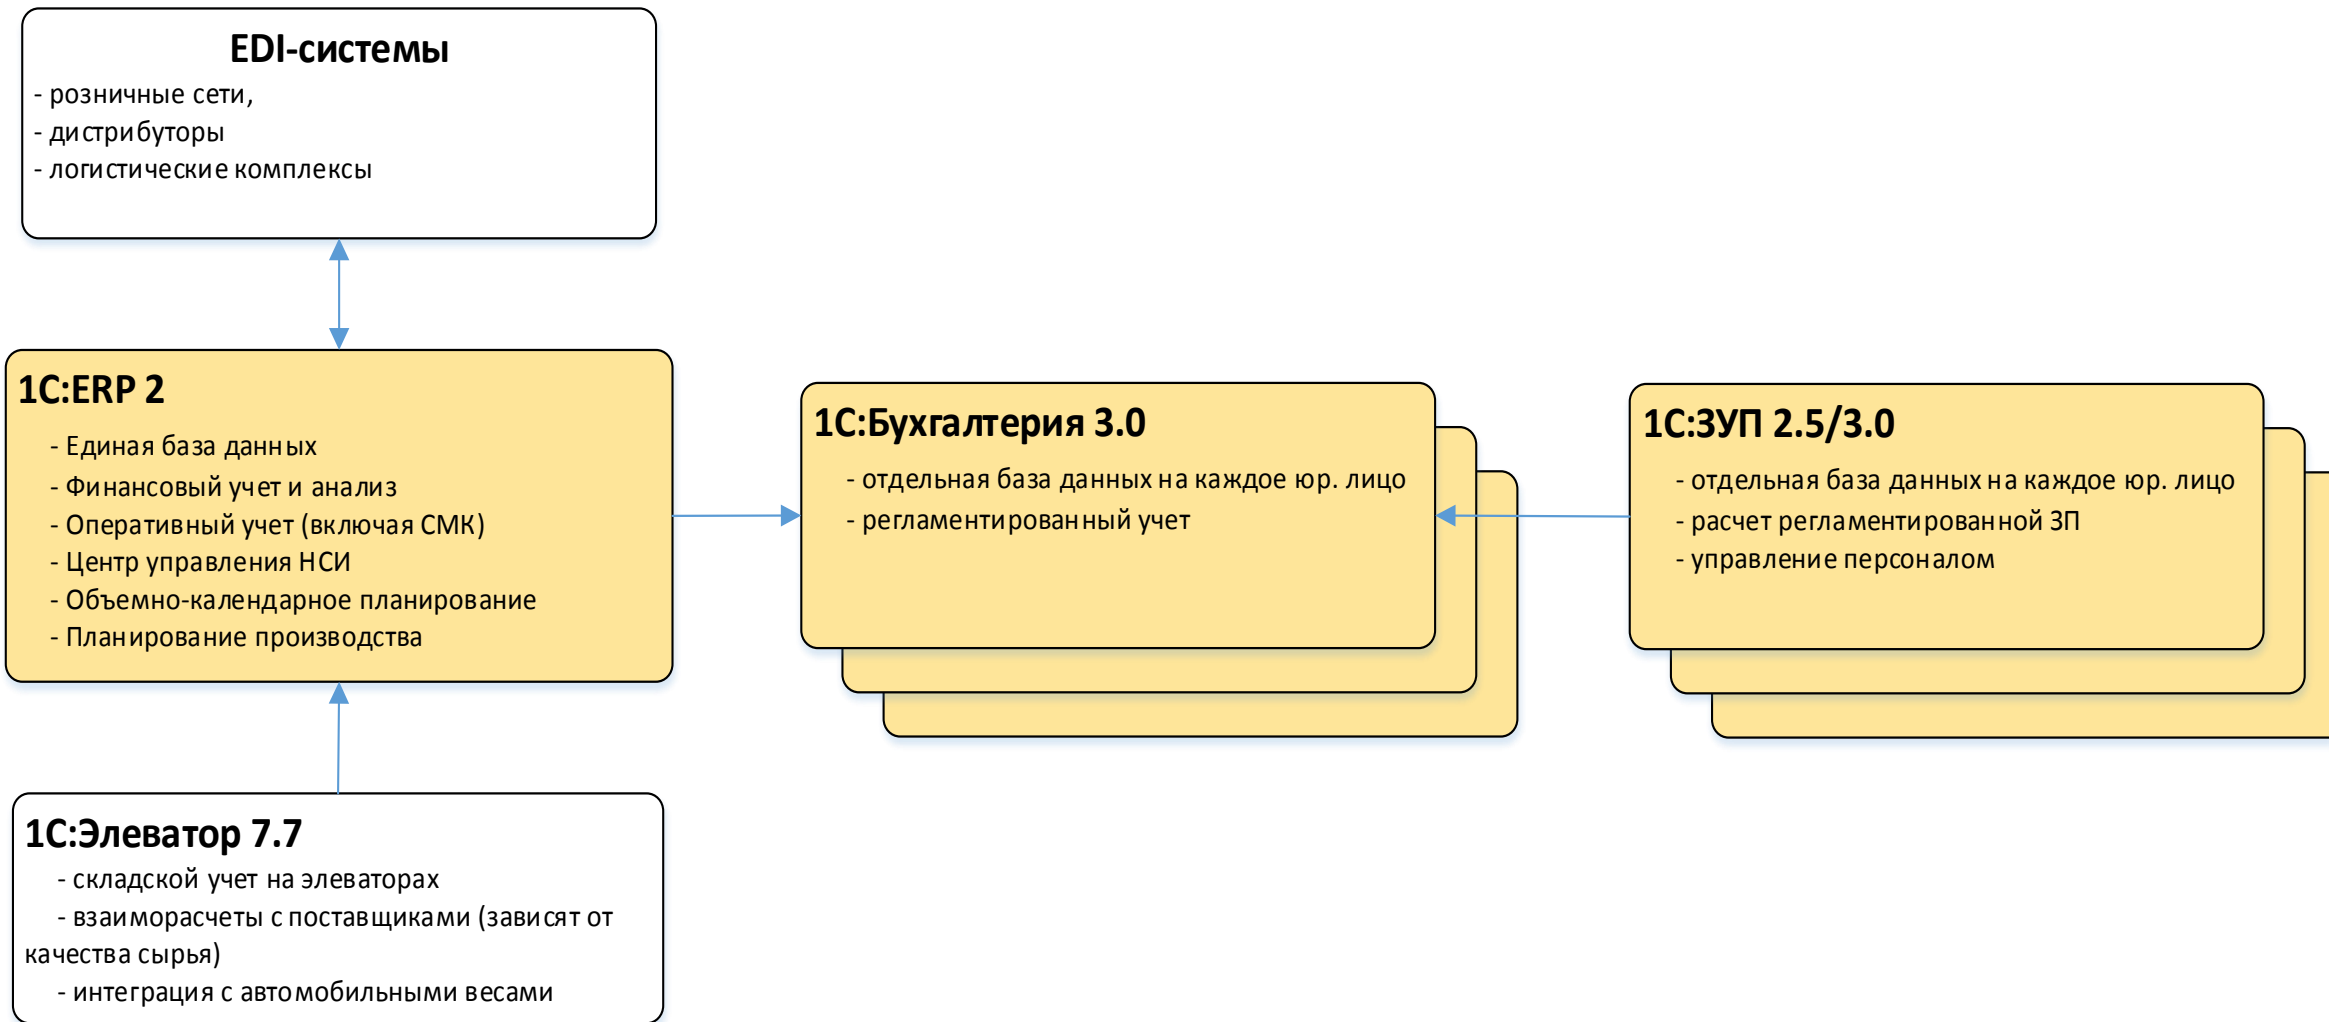 EDI-системы
- розничные сети,
- дистрибуторы
- логистические комплексы
1С:ERP 2
- Единая база данных
- Финансовый учет и анализ
- Оперативный учет (включая СМК)
- Центр управления НСИ
- Объемно-календарное планирование
- Планирование производства
1С:Бухгалтерия 3.0
- отдельная база данных на каждое юр. лицо
- регламентированный учет
1С:ЗУП 2.5/3.0
- отдельная база данных на каждое юр. лицо
- расчет регламентированной ЗП
- управление персоналом
1С:Элеватор 7.7
- складской учет на элеваторах
- взаиморасчеты с поставщиками (зависят от
качества сырья)
- интеграция с автомобильными весами